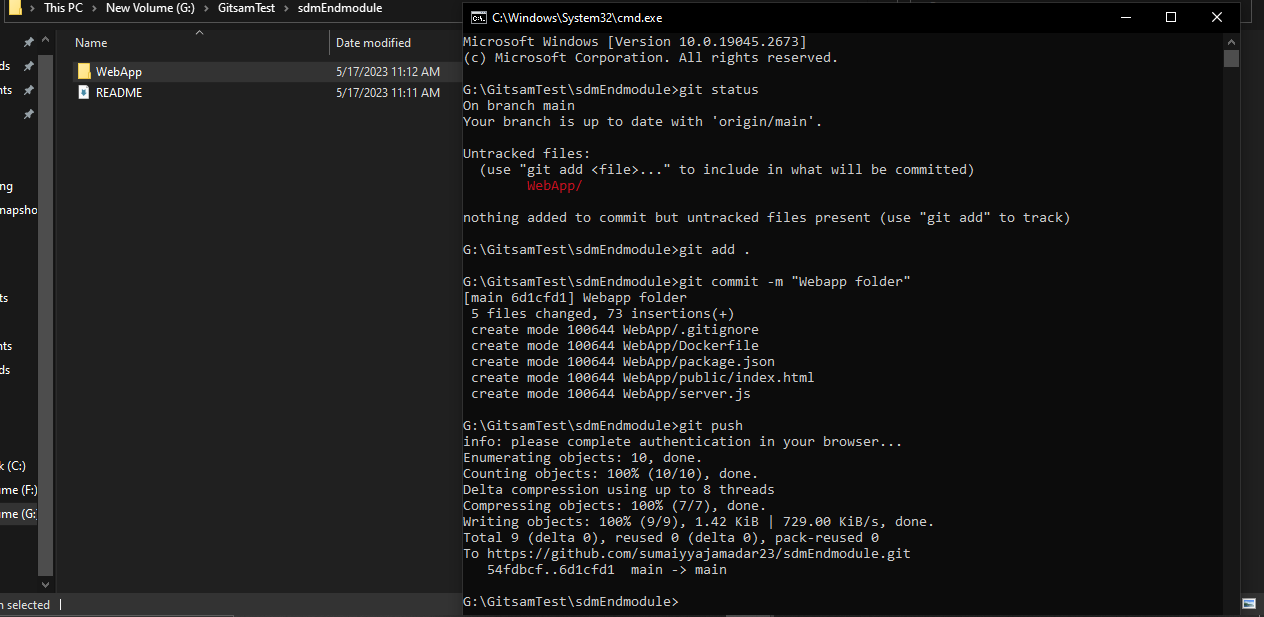 This PC > New Volume (G:) > GitsamTest > sdmEndmodule
Name
Date modified
WebApp
5/17/2023 11:12 AM
README
5/17/2023 11:11 AM
ds
nts
ng
napsho
ts
nts
ds
k (C:)
me (F:)
me (G:
selected
C:\Windows\System32\cmd.exe
Microsoft Windows [Version 10.0.19045.2673]
(c) Microsoft Corporation. All rights reserved.
G:\GitsamTest\sdmEndmodule>git status
On branch main
Your branch is up to date with 'origin/main'.
Untracked files:
(use "git add <file>..." to include in what will be committed)
WebApp/
nothing added to commit but untracked files present (use "git add" to track)
G:\GitsamTest\sdmEndmodule>git add .
G:\GitsamTest\sdmEndmodule>git commit -m "Webapp folder"
[main 6d1cfd1] Webapp folder
5 files changed, 73 insertions(+)
create mode 100644 WebApp/.gitignore
create mode 100644 WebApp/Dockerfile
create mode 100644 WebApp/package.json
create mode 100644 WebApp/public/index.html
create mode 100644 WebApp/server.js
G:\GitsamTest\sdmEndmodule>git push
info: please complete authentication in your browser...
Enumerating objects: 10, done.
Counting objects: 100% (10/10), done.
Delta compression using up to 8 threads
Compressing objects: 100% (7/7), done.
Writing objects: 100% (9/9), 1.42 KiB | 729.00 KiB/s, done.
Total 9 (delta 0), reused 0 (delta 0), pack-reused 0
To https://github.com/sumaiyyajamadar23/sdmEndmodule.git
54fdbcf..6d1cfd1 main -> main
G:\GitsamTest\sdmEndmodule>